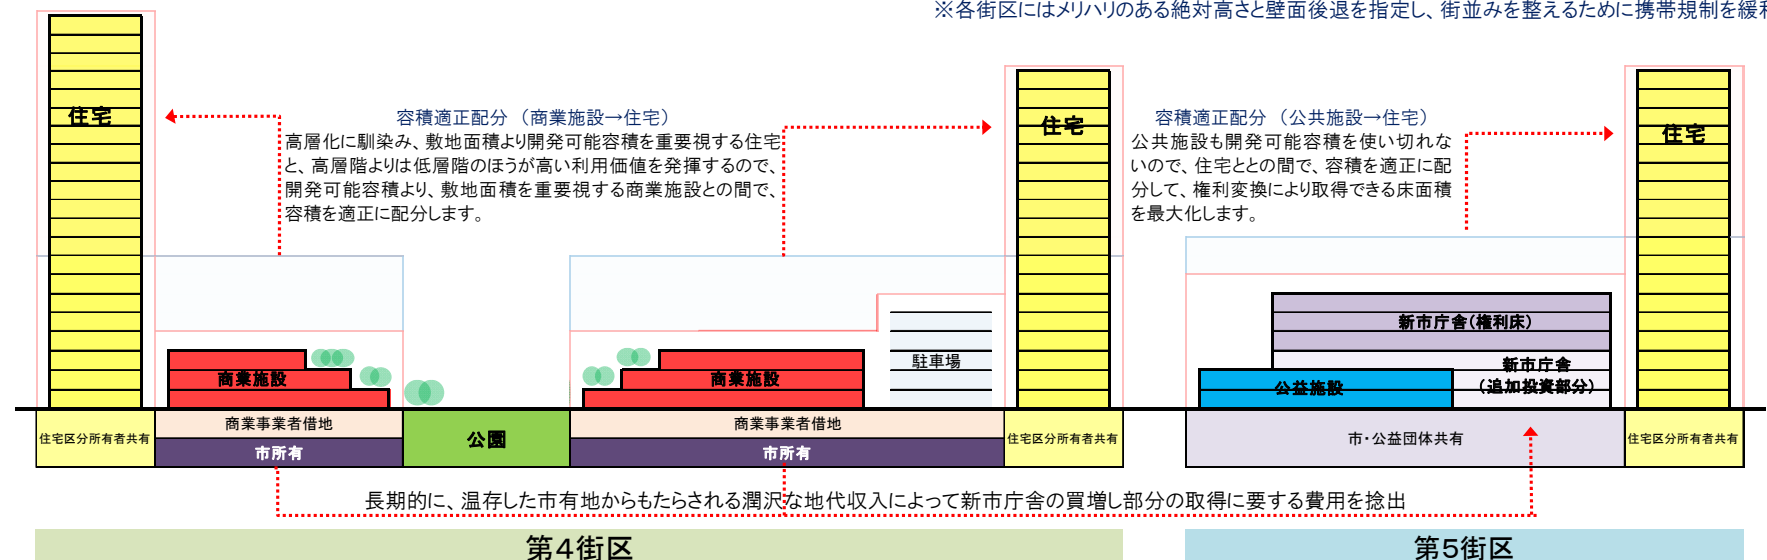 ※各街区にはメリハリのある絶対高さと壁面後退を指定し、街並みを整えるために携帯規制を緩和
住宅
容積適正配分 （商業施設→住宅）
高層化に馴染み、敷地面積より開発可能容積を重要視する住宅
と、高層階よりは低層階のほうが高い利用価値を発揮するので、
開発可能容積より、敷地面積を重要視する商業施設との間で、
容積を適正に配分します。
住宅
容積適正配分 （公共施設→住宅）
公共施設も開発可能容積を使い切れな
いので、住宅ととの間で、容積を適正に配
分して、権利変換により取得できる床面積
を最大化します。
住宅
商業施設
商業施設
駐車場
新市庁舎(権利床)
新市庁舎
（追加投資部分）
公益施設
住宅区分所有者共有
商業事業者借地
市所有
公園
商業事業者借地
市所有
住宅区分所有者共有
市・公益団体共有
住宅区分所有者共有
長期的に、温存した市有地からもたらされる潤沢な地代収入によって新市庁舎の買増し部分の取得に要する費用を捻出
第４街区
第５街区